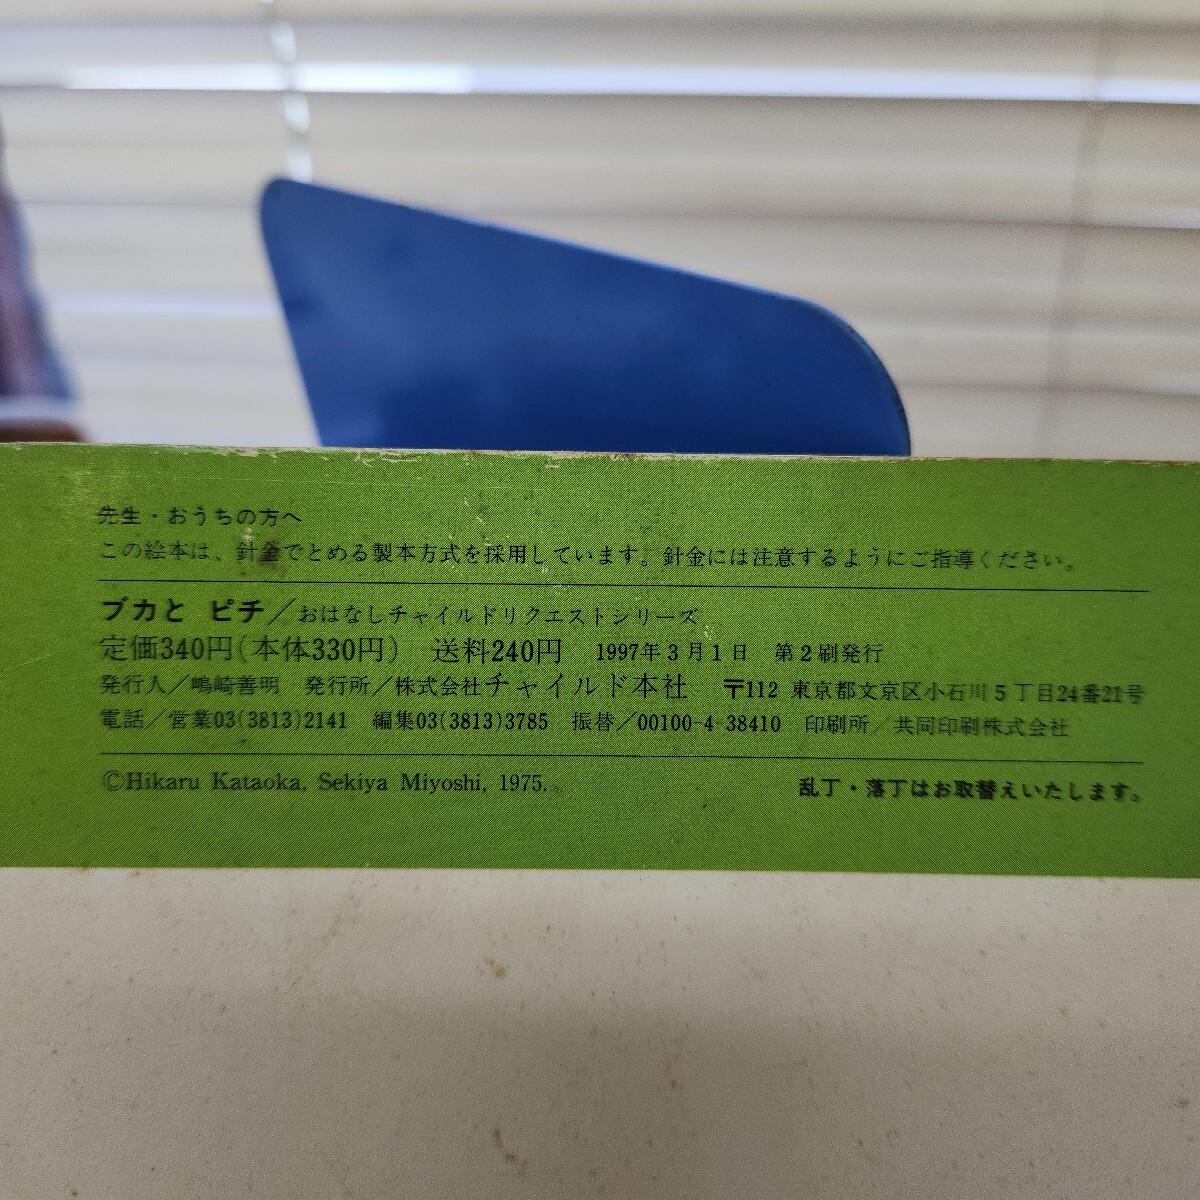 先生・おうちの方へ
この絵本は、針金でとめる製本方式を採用しています。針金には注意するようにご指導ください。
ブカと ピチ／おはなしチャイルドリクエストシリーズ
定価340円(本体330円) 送料240円 1997年3月1日 第2刷発行
発行人／嶋崎善明 発行所／株式会社チャイルド本社 〒112 東京都文京区小石川5丁目24番21号
電話／営業03(3813)2141 編集03(3813)3785 振替／00100-4-38410 印刷所／共同印刷株式会社
©Hikaru Kataoka, Sekiya Miyoshi, 1975.
乱丁・落丁はお取替えいたします。